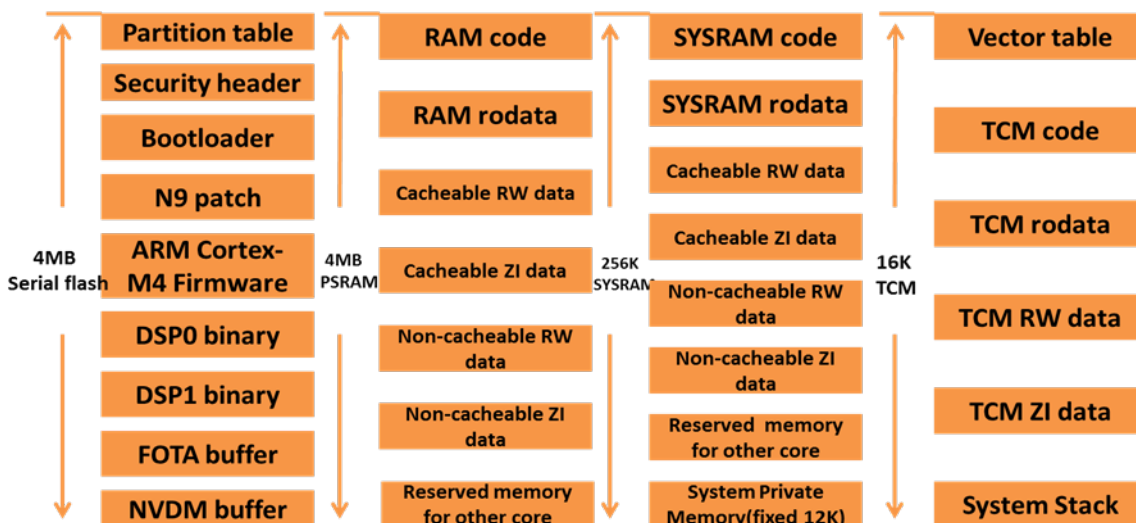 Partition table
Security header
Bootloader
N9 patch
ARM Cortex-
M4 Firmware
DSP0 binary
DSP1 binary
FOTA buffer
NVDM buffer
4MB
Serial flash
RAM code
RAM rodata
Cacheable RW data
Cacheable ZI data
Non-cacheable RW
data
Non-cacheable ZI
data
Reserved memory
for other core
4MB
PSRAM
SYSRAM code
SYSRAM rodata
Cacheable RW data
Cacheable ZI data
Non-cacheable RW
data
Non-cacheable ZI
data
Reserved memory
for other core
System Private
Memory(fixed 12K)
256K
SYSRAM
Vector table
TCM code
TCM rodata
TCM RW data
TCM ZI data
System Stack
16K
TCM